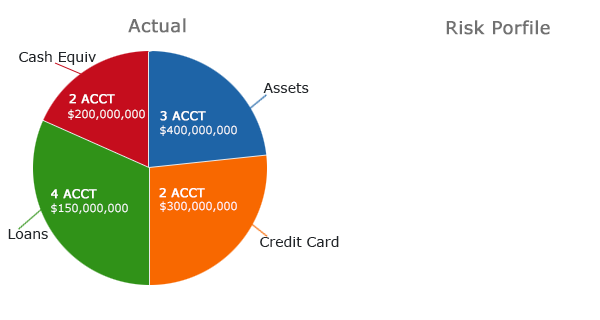 Actual
Risk Porfile
Cash Equiv
Assets
2 ACCT
$200,000,000
3 ACCT
$400,000,000
4 ACCT
$150,000,000
2 ACCT
$300,000,000
Loans
Credit Card